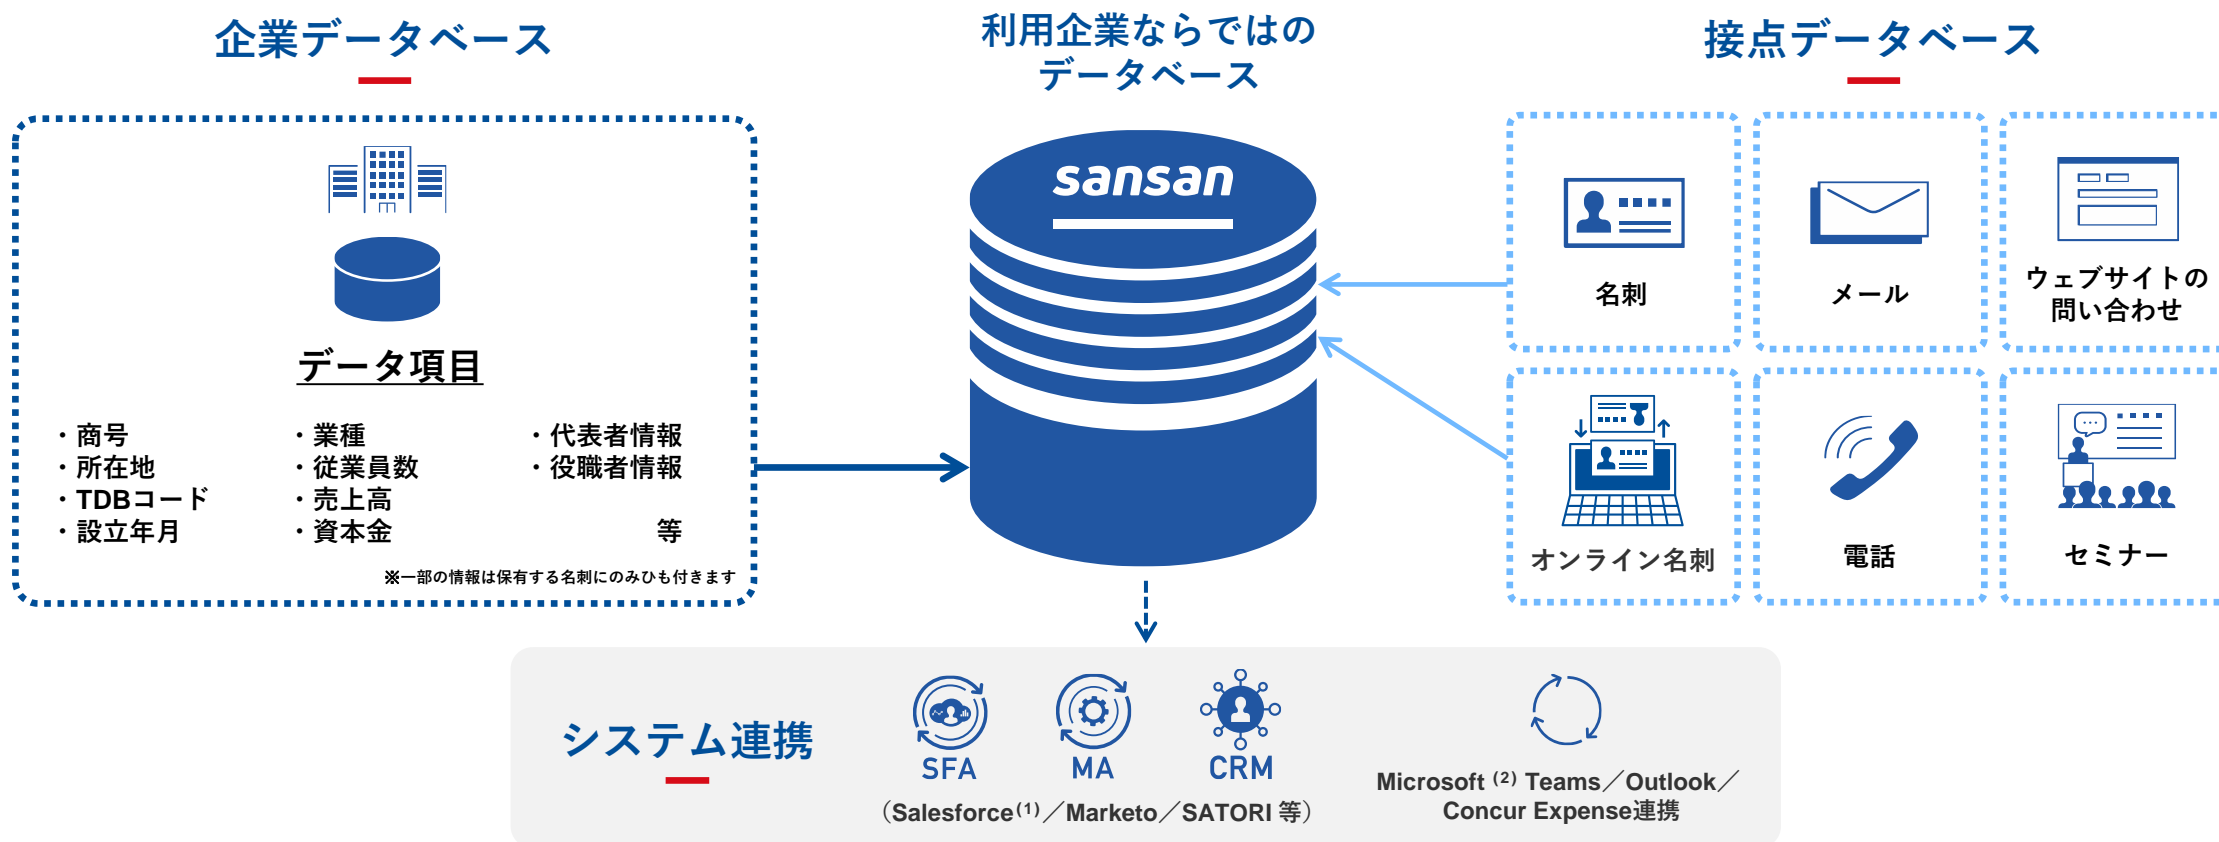 企業データベース
データ項目
・商号
・所在地
・TDBコード
・設立年月
・業種
・従業員数
・売上高
・資本金
・代表者情報
・役職者情報
等
※一部の情報は保有する名刺にのみひも付きます
利用企業ならではの
データベース
sansan
接点データベース
名刺
メール
ウェブサイトの
問い合わせ
オンライン名刺
電話
セミナー
システム連携
SFA
MA
CRM
（Salesforce⁽¹⁾／Marketo／SATORI 等）
Microsoft ⁽²⁾ Teams／Outlook／
Concur Expense連携